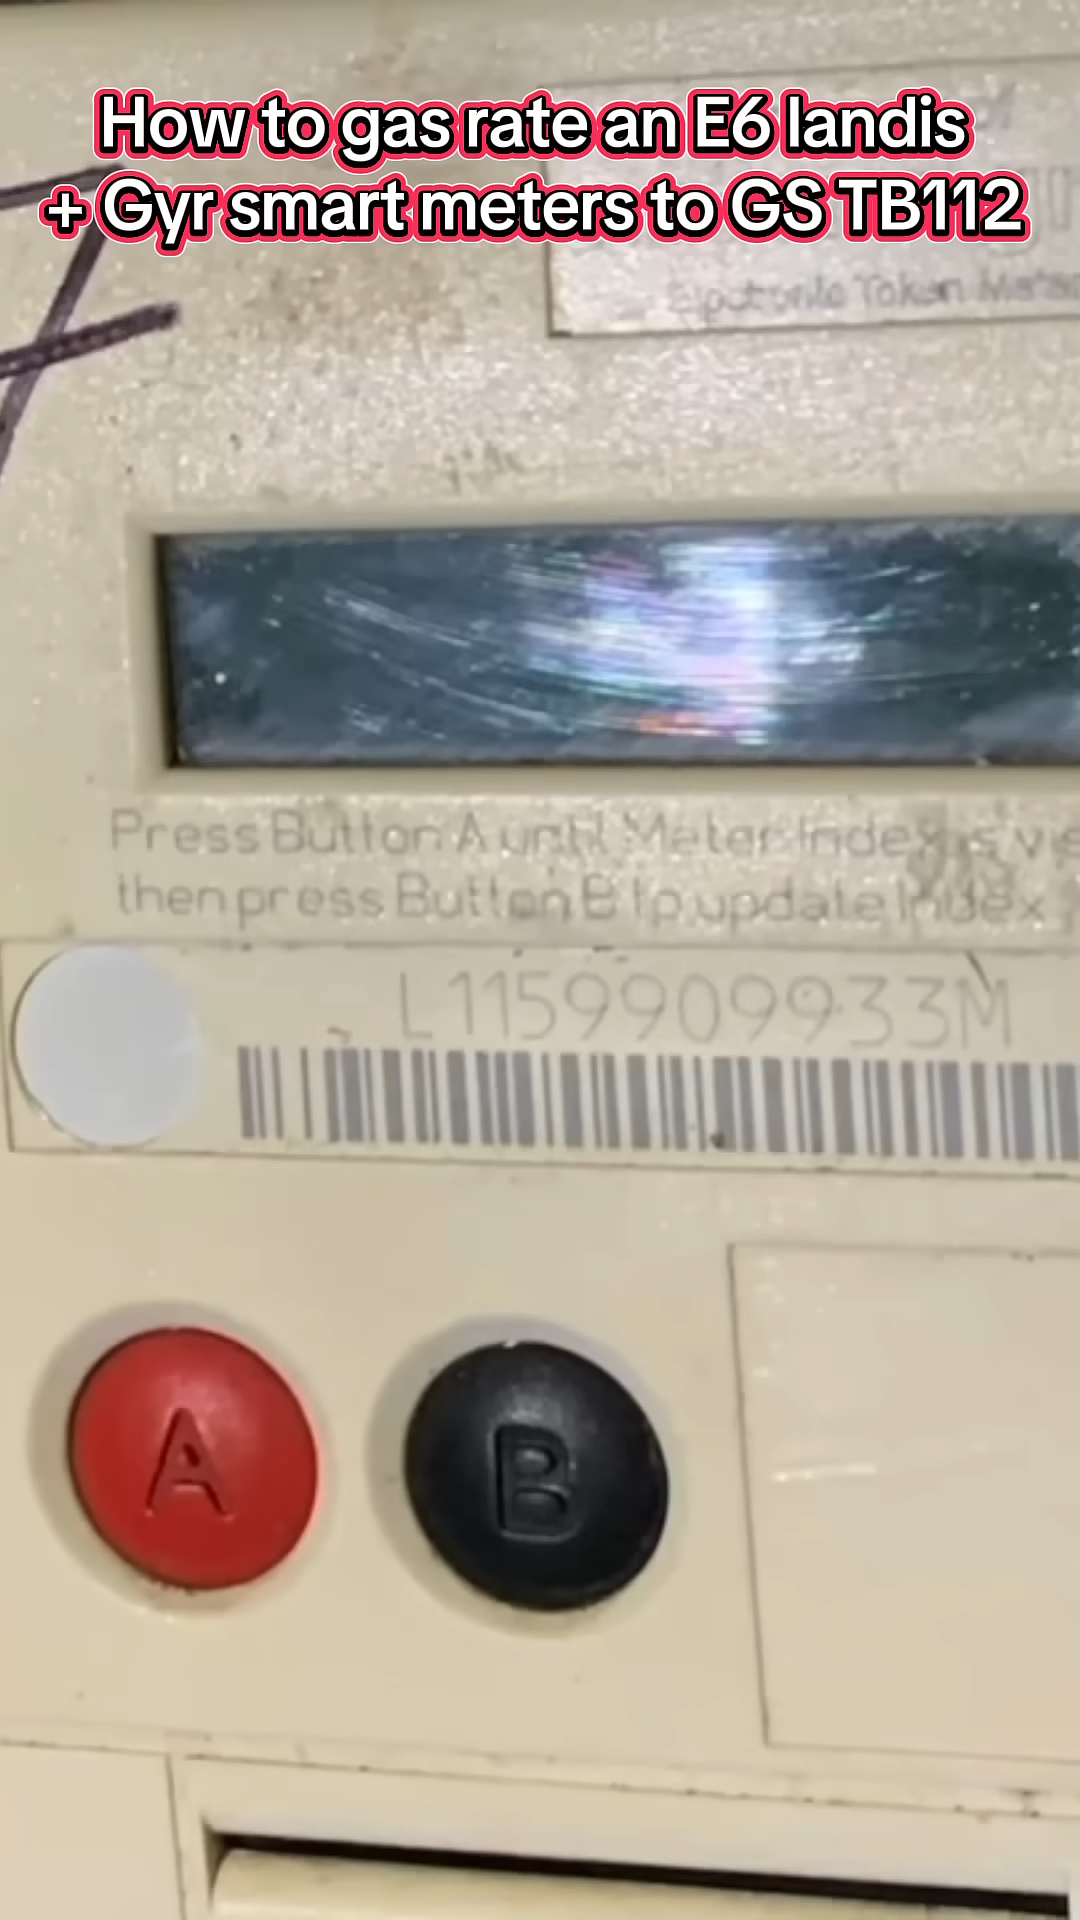 How to gas rate an E6 landis
+ Gyr smart meters to GS TB112
Electronic Token Meter
Press Button A until Meter Index is vis
then press Button B to update Index
L1159909933M
A
B